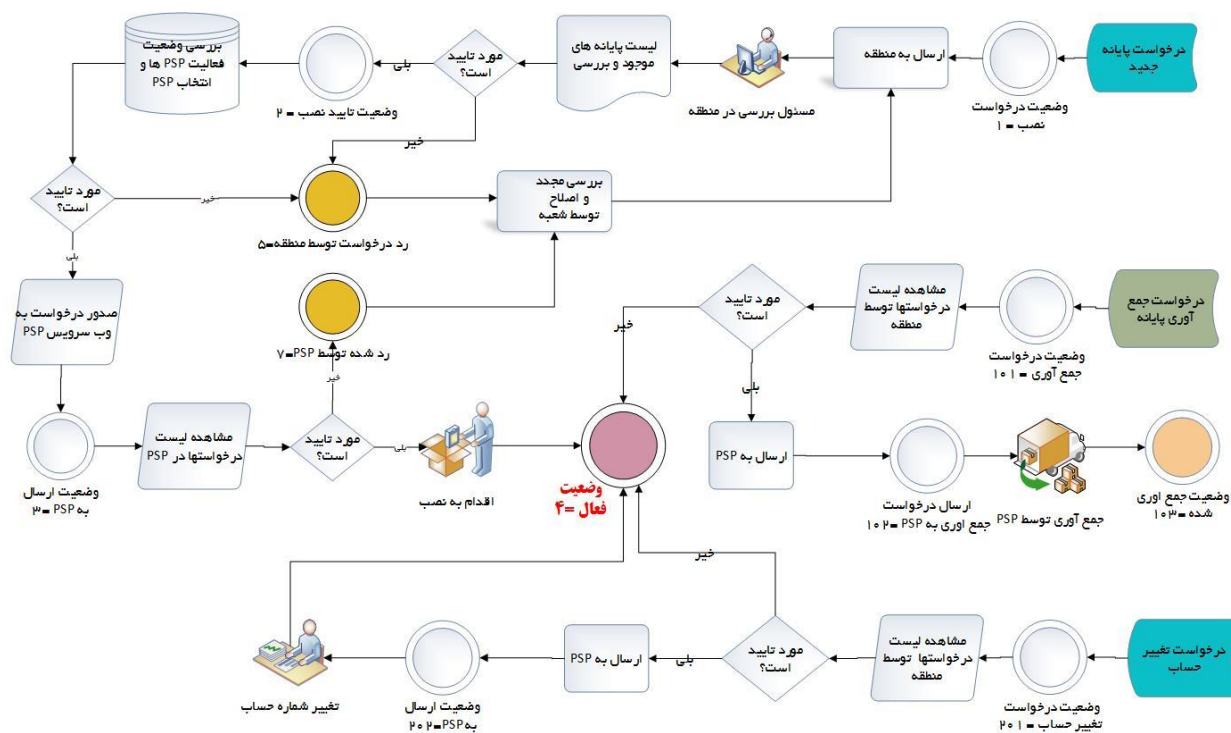 درخواست پایانه
جدید
وضعیت درخواست
نصب = ۱
ارسال به منطقه
مسئول بررسی در منطقه
لیست پایانه های
موجود و بررسی
مورد تایید
است؟
بلی
خیر
وضعیت تایید نصب = ۲
بررسی وضعیت
فعالیت PSP ها و
انتخاب PSP
مورد تایید
است؟
خیر
بلی
رد درخواست توسط منطقه=۵
بررسی مجدد
و اصلاح
توسط شعبه
صدور درخواست به
وب سرویس PSP
وضعیت ارسال
به PSP =۳
مشاهده لیست
درخواستها در PSP
مورد تایید
است؟
خیر
رد شده توسط PSP=۷
بلی
اقدام به نصب
وضعیت
فعال =۴
درخواست جمع
آوری پایانه
وضعیت درخواست
جمع آوری = ۱۰۱
مشاهده لیست
درخواستها توسط
منطقه
مورد تایید
است؟
خیر
بلی
ارسال به PSP
ارسال درخواست
جمع اوری به PSP =۱۰۲
جمع آوری توسط PSP
وضعیت جمع اوری
شده =۱۰۳
درخواست تغییر
حساب
وضعیت درخواست
تغییر حساب = ۲۰۱
مشاهده لیست
درخواستها توسط
منطقه
مورد تایید
است؟
خیر
بلی
ارسال به PSP
وضعیت ارسال
به PSP=۲۰۲
تغییر شماره حساب